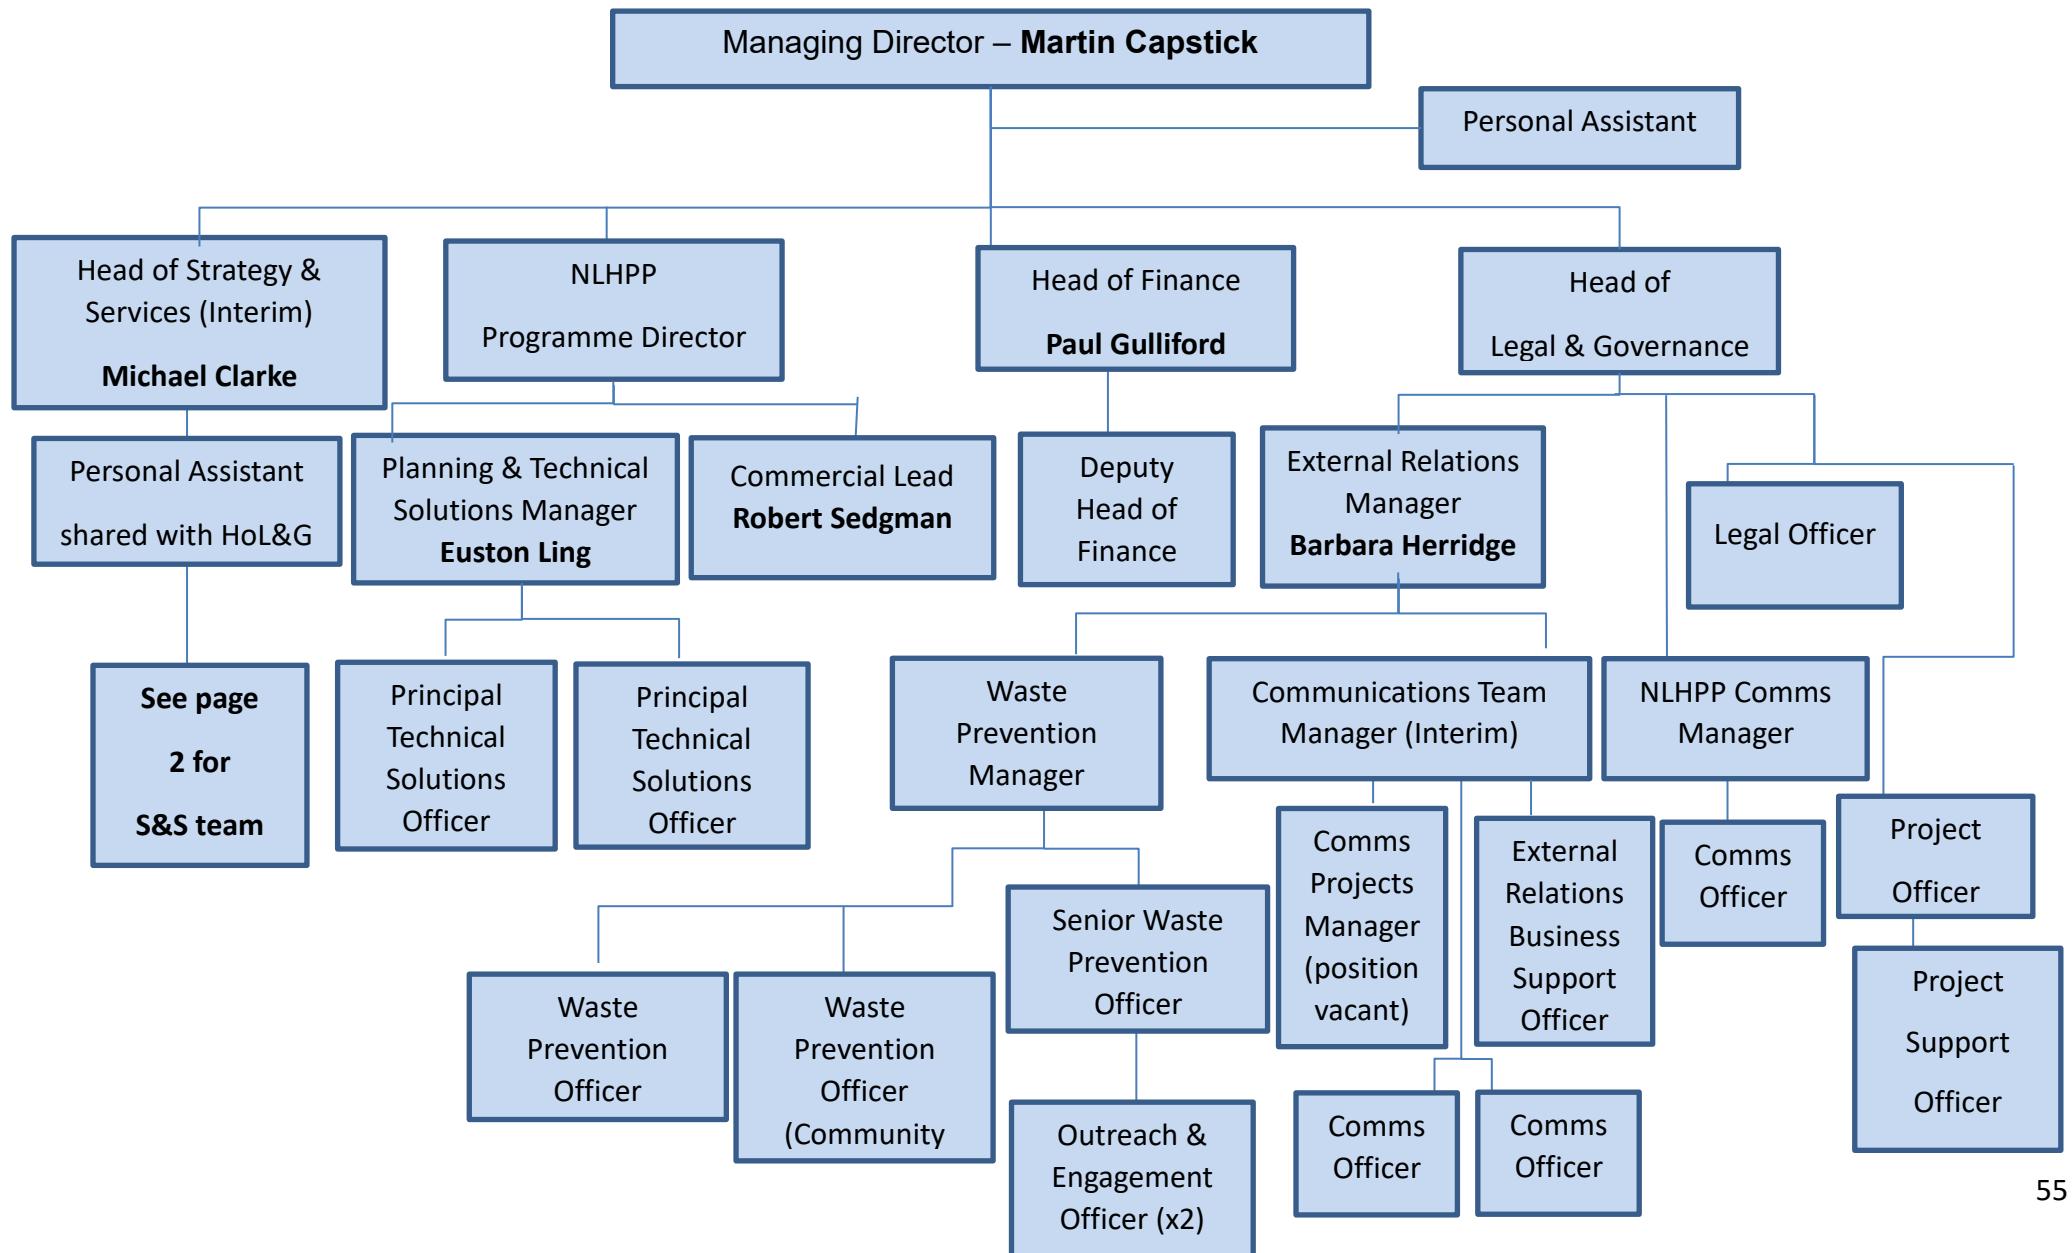 Managing Director – Martin Capstick
Personal Assistant
Head of Strategy &
Services (Interim)
Michael Clarke
NLHPP
Programme Director
Head of Finance
Paul Gulliford
Head of
Legal & Governance
Personal Assistant
shared with HoL&G
Planning & Technical
Solutions Manager
Euston Ling
Commercial Lead
Robert Sedgman
Deputy
Head of
Finance
External Relations
Manager
Barbara Herridge
Legal Officer
See page
2 for
S&S team
Principal
Technical
Solutions
Officer
Principal
Technical
Solutions
Officer
Waste
Prevention
Manager
Communications Team
Manager (Interim)
NLHPP Comms
Manager
Project
Officer
Comms
Projects
Manager
(position
vacant)
External
Relations
Business
Support
Officer
Comms
Officer
Senior Waste
Prevention
Officer
Project
Support
Officer
Waste
Prevention
Officer
Waste
Prevention
Officer
(Community
Outreach &
Engagement
Officer (x2)
Comms
Officer
Comms
Officer
55